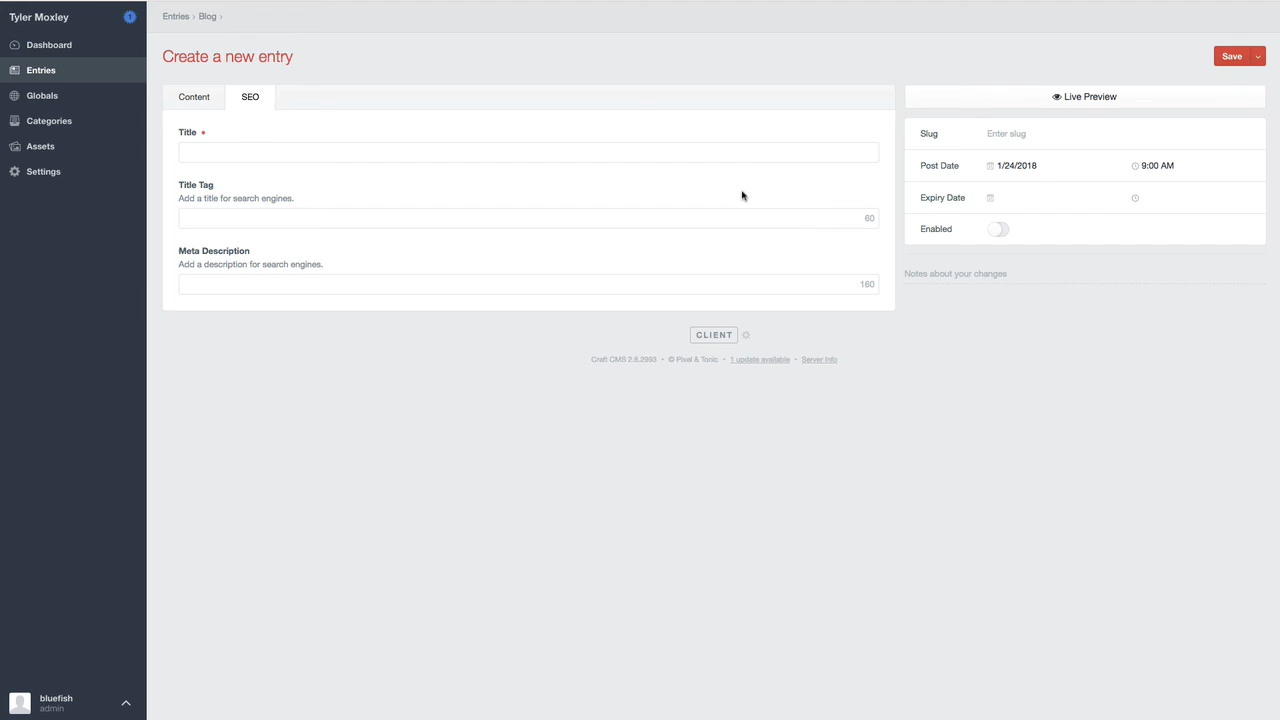 Tyler Moxley
1
Dashboard
Entries
Globals
Categories
Assets
Settings
bluefish
admin
Entries › Blog ›
Create a new entry
Save
Content
SEO
Title
Title Tag
Add a title for search engines.
60
Meta Description
Add a description for search engines.
160
Live Preview
Slug Enter slug
Post Date 1/24/2018 9:00 AM
Expiry Date
Enabled
Notes about your changes
CLIENT
Craft CMS 2.6.2993 • © Pixel & Tonic • 1 update available • Server Info